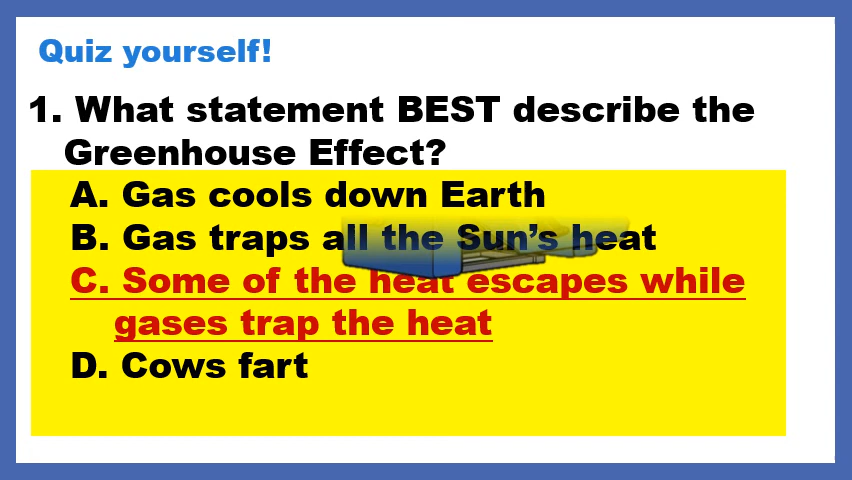 Quiz yourself!
1. What statement BEST describe the
Greenhouse Effect?
A. Gas cools down Earth
B. Gas traps all the Sun’s heat
C. Some of the heat escapes while
gases trap the heat
D. Cows fart